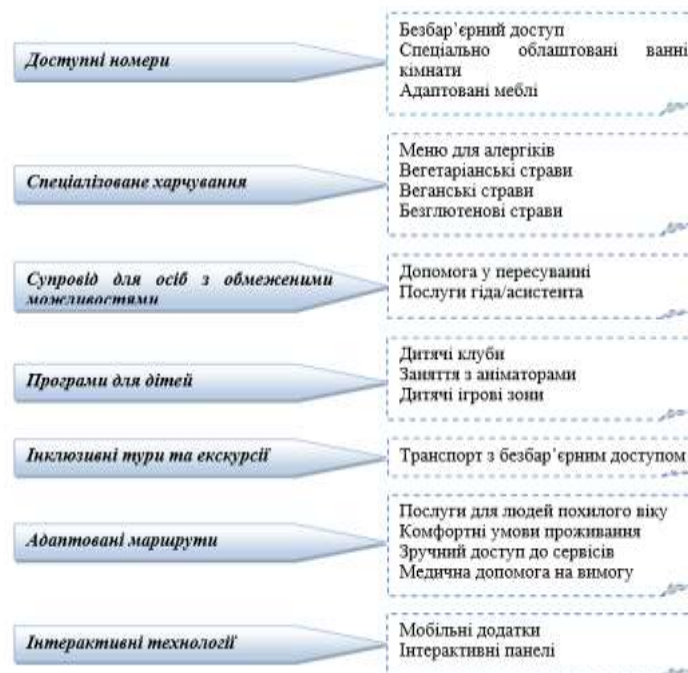 Доступні номери
Безбар’єрний доступ
Спеціально облаштовані ванні
кімнати
Адаптовані меблі
Спеціалізоване харчування
Меню для алергіків
Вегетаріанські страви
Веганські страви
Безглютенові страви
Супровід для осіб з обмеженими
можливостями
Допомога у пересуванні
Послуги гіда/асистента
Програми для дітей
Дитячі клуби
Заняття з аніматорами
Дитячі ігрові зони
Інклюзивні тури та екскурсії
Транспорт з безбар’єрним доступом
Адаптовані маршрути
Послуги для людей похилого віку
Комфортні умови проживання
Зручний доступ до сервісів
Медична допомога на вимогу
Інтерактивні технології
Мобільні додатки
Інтерактивні панелі